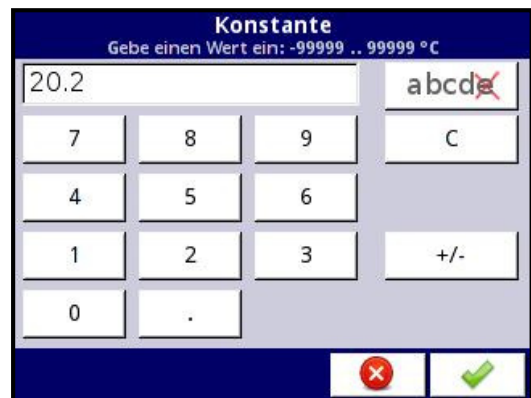 Konstante
Gebe einen Wert ein: -99999 .. 99999 °C
20.2
abcde
7 8 9 C
4 5 6
1 2 3 +/-
0 .